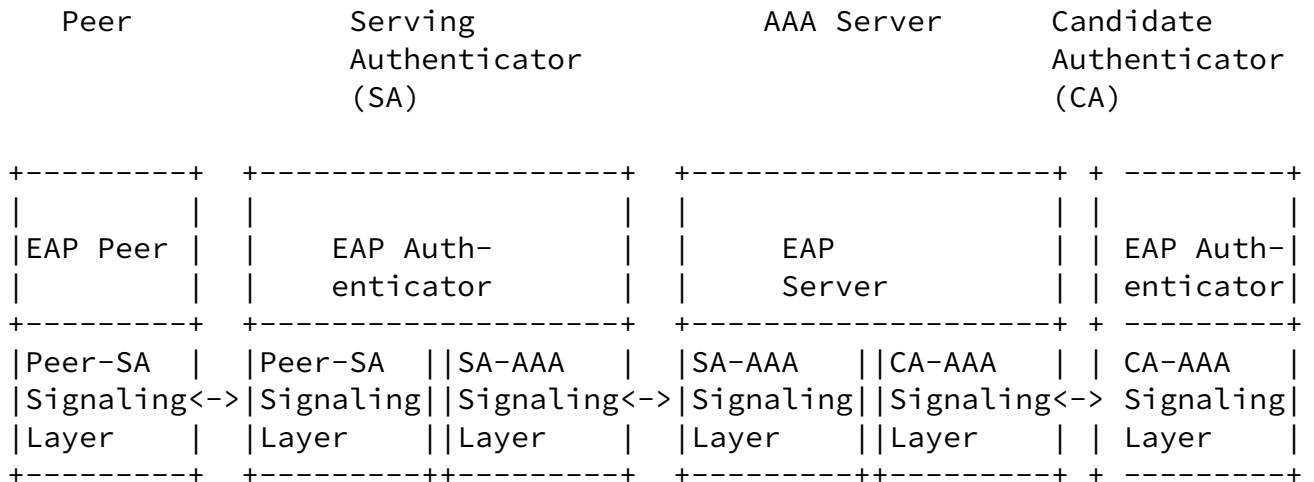 Peer Serving AAA Server Candidate
Authenticator Authenticator
(SA) (CA)
+---------+ +--------------------+ +--------------------+ + ---------+
| | | | | | | |
|EAP Peer | | EAP Auth- | | EAP | | EAP Auth-|
| | | enticator | | Server | | enticator|
+---------+ +--------------------+ +--------------------+ + ---------+
|Peer-SA | |Peer-SA ||SA-AAA | |SA-AAA ||CA-AAA | | CA-AAA |
|Signaling<->|Signaling||Signaling<->|Signaling||Signaling<-> Signaling|
|Layer | |Layer ||Layer | |Layer ||Layer | | Layer |
+---------+ +---------++---------+ +---------++---------+ + ---------+